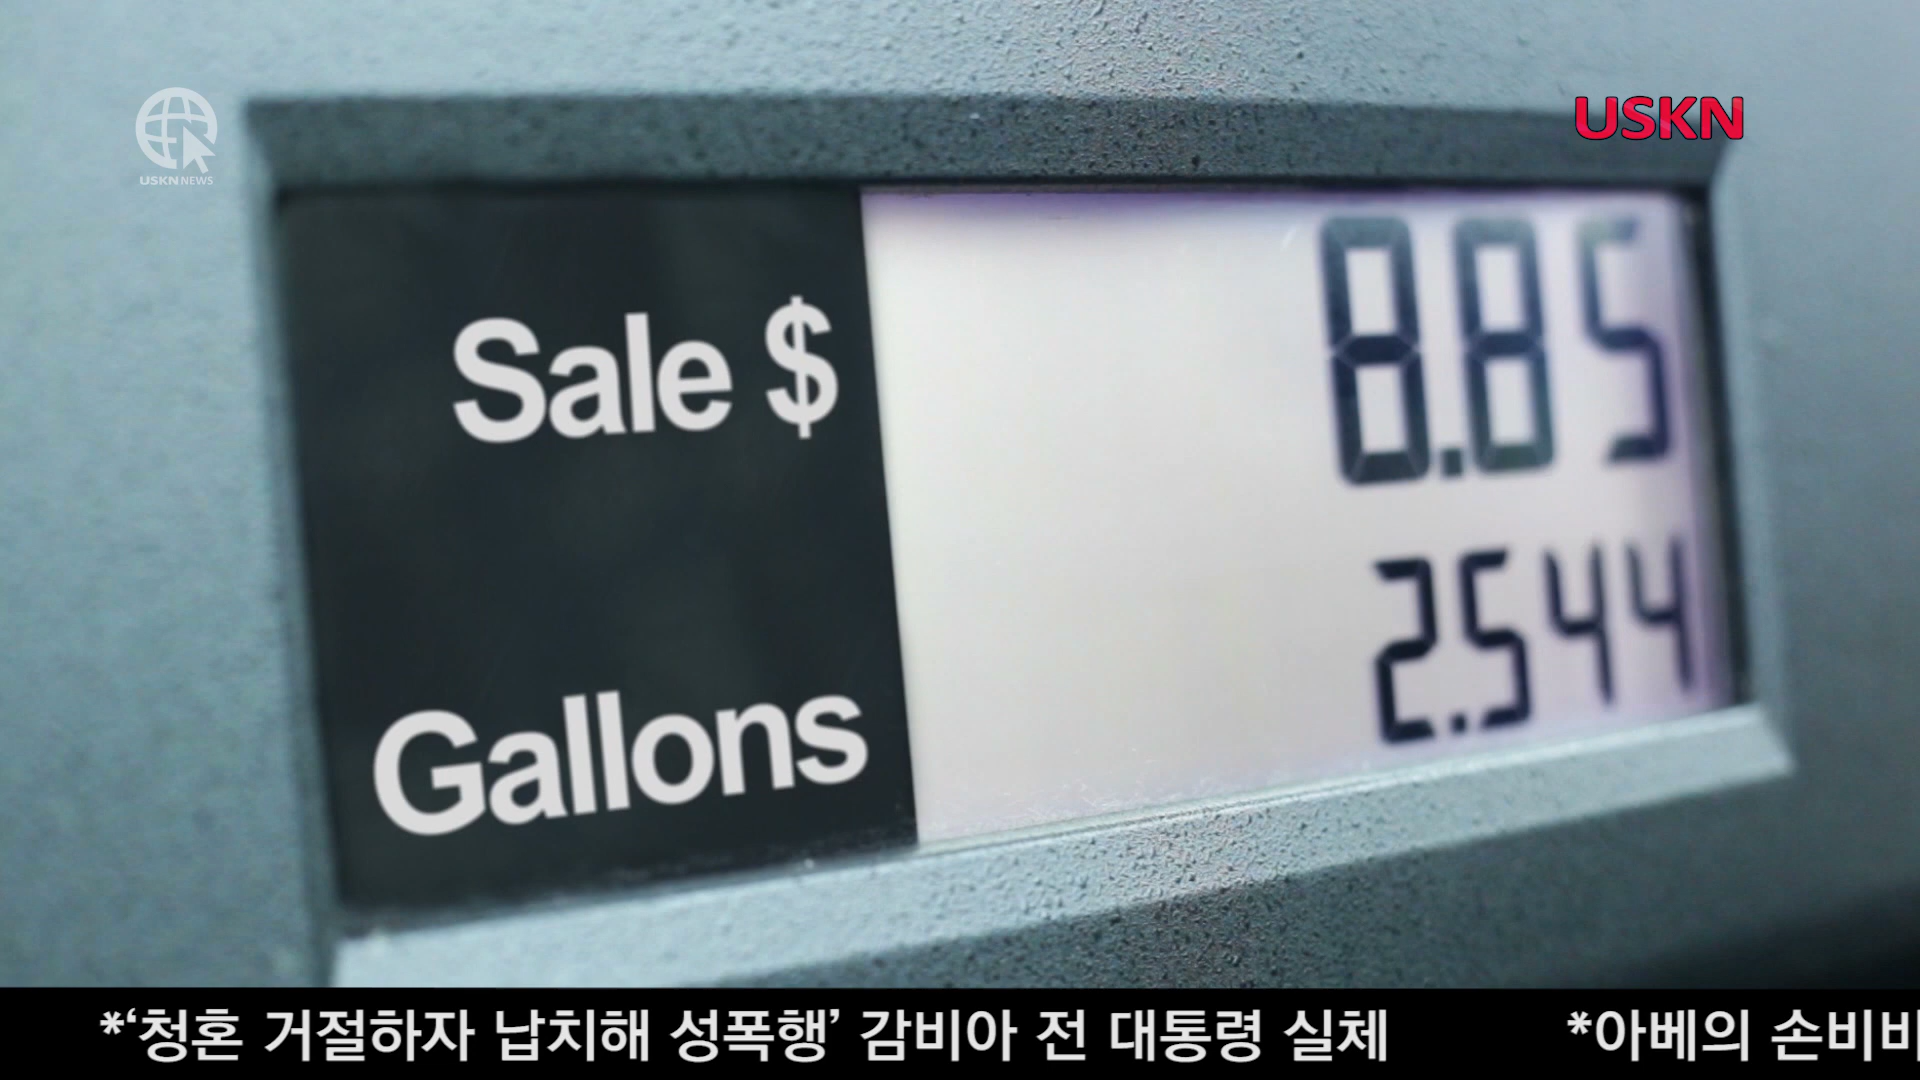 USKN NEWS
USKN
Sale $ 8.85
Gallons 2.544
*‘청혼 거절하자 납치해 성폭행’ 감비아 전 대통령 실체
*아베의 손비비